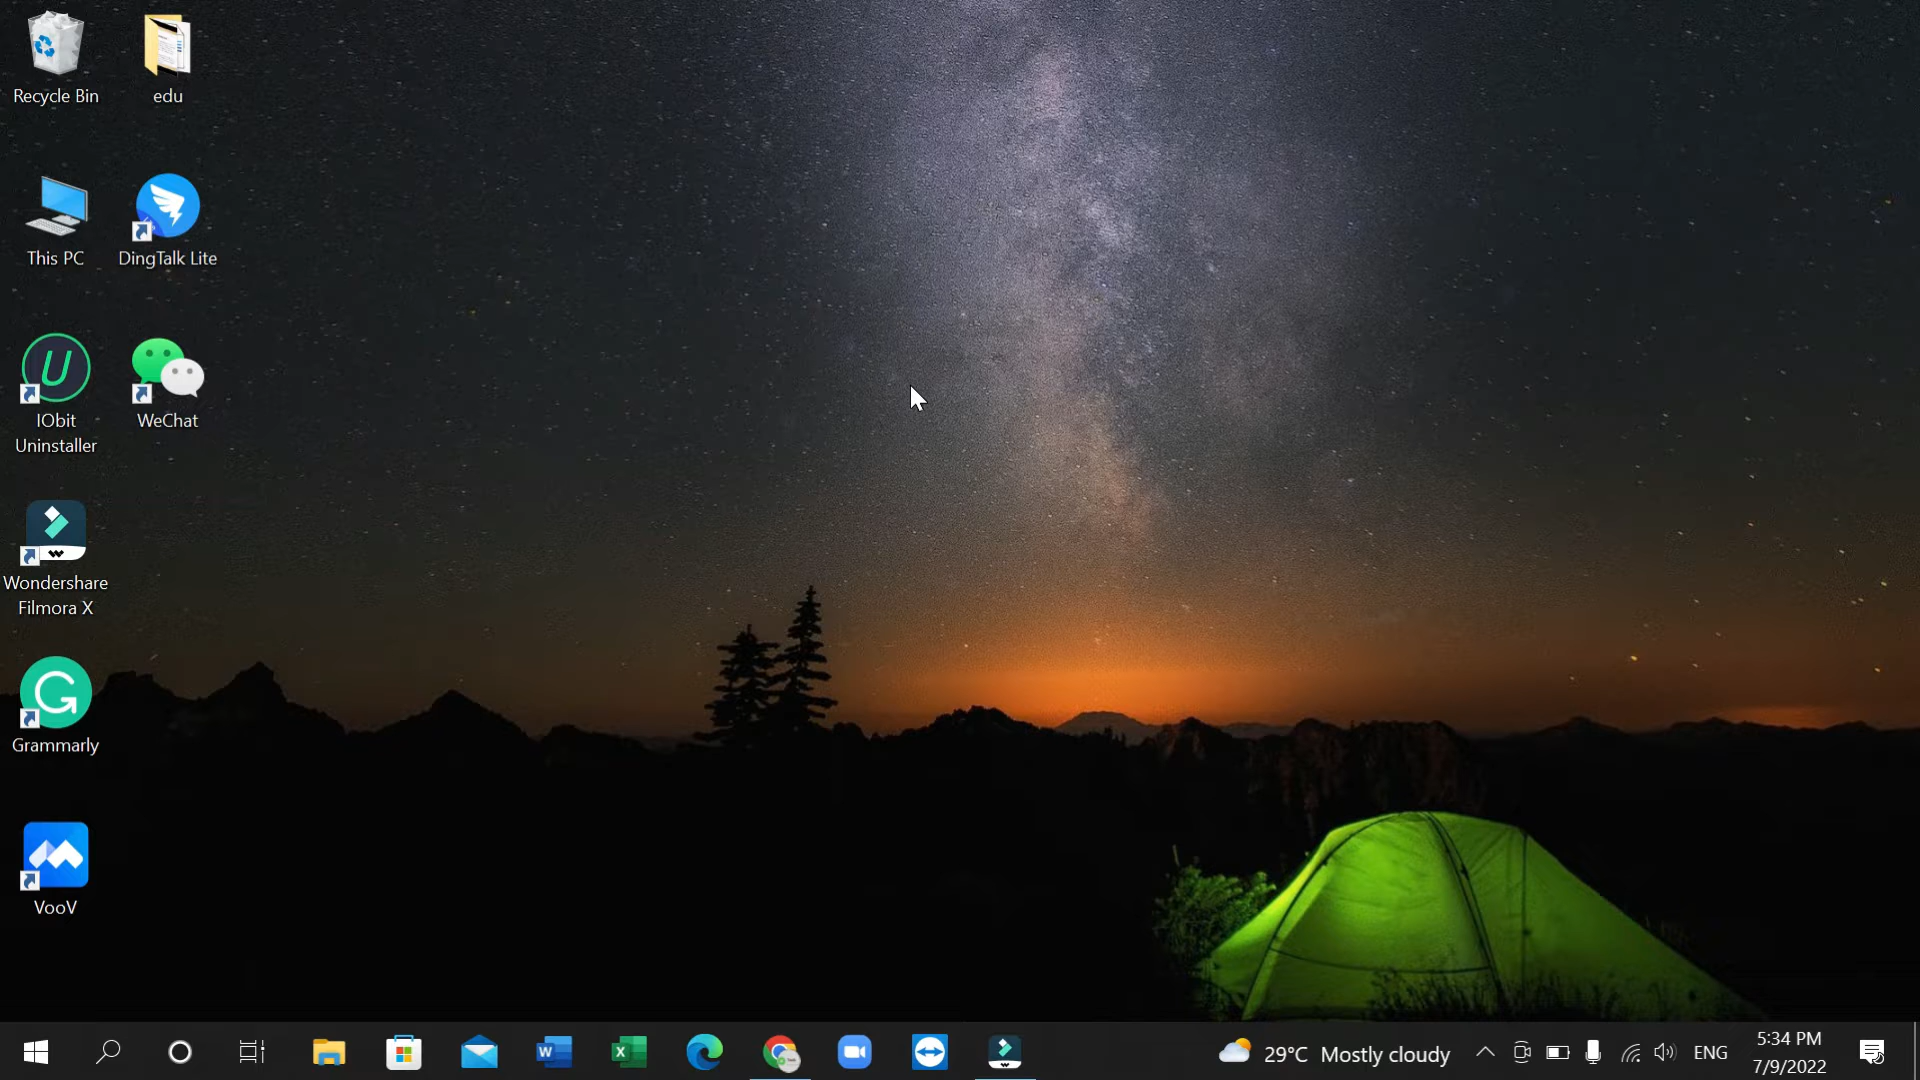 Recycle Bin
edu
This PC
DingTalk Lite
IObit
Uninstaller
WeChat
Wondershare
Filmora X
Grammarly
VooV
29°C Mostly cloudy
ENG
5:34 PM
7/9/2022